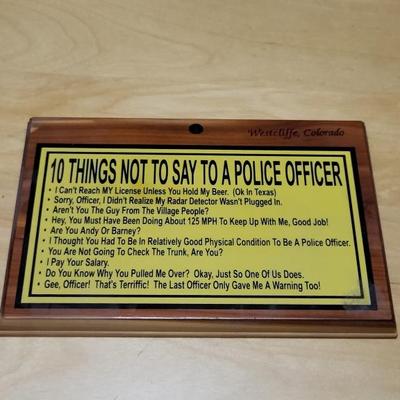 Westcliffe, Colorado
10 THINGS NOT TO SAY TO A POLICE OFFICER
• I Can't Reach MY License Unless You Hold My Beer. (Ok In Texas)
• Sorry, Officer, I Didn't Realize My Radar Detector Wasn't Plugged In.
• Aren't You The Guy From The Village People?
• Hey, You Must Have Been Doing About 125 MPH To Keep Up With Me, Good Job!
• Are You Andy Or Barney?
• I Thought You Had To Be In Relatively Good Physical Condition To Be A Police Officer.
• You Are Not Going To Check The Trunk, Are You?
• I Pay Your Salary.
• Do You Know Why You Pulled Me Over? Okay, Just So One Of Us Does.
• Gee, Officer! That's Terriffic! The Last Officer Only Gave Me A Warning Too!